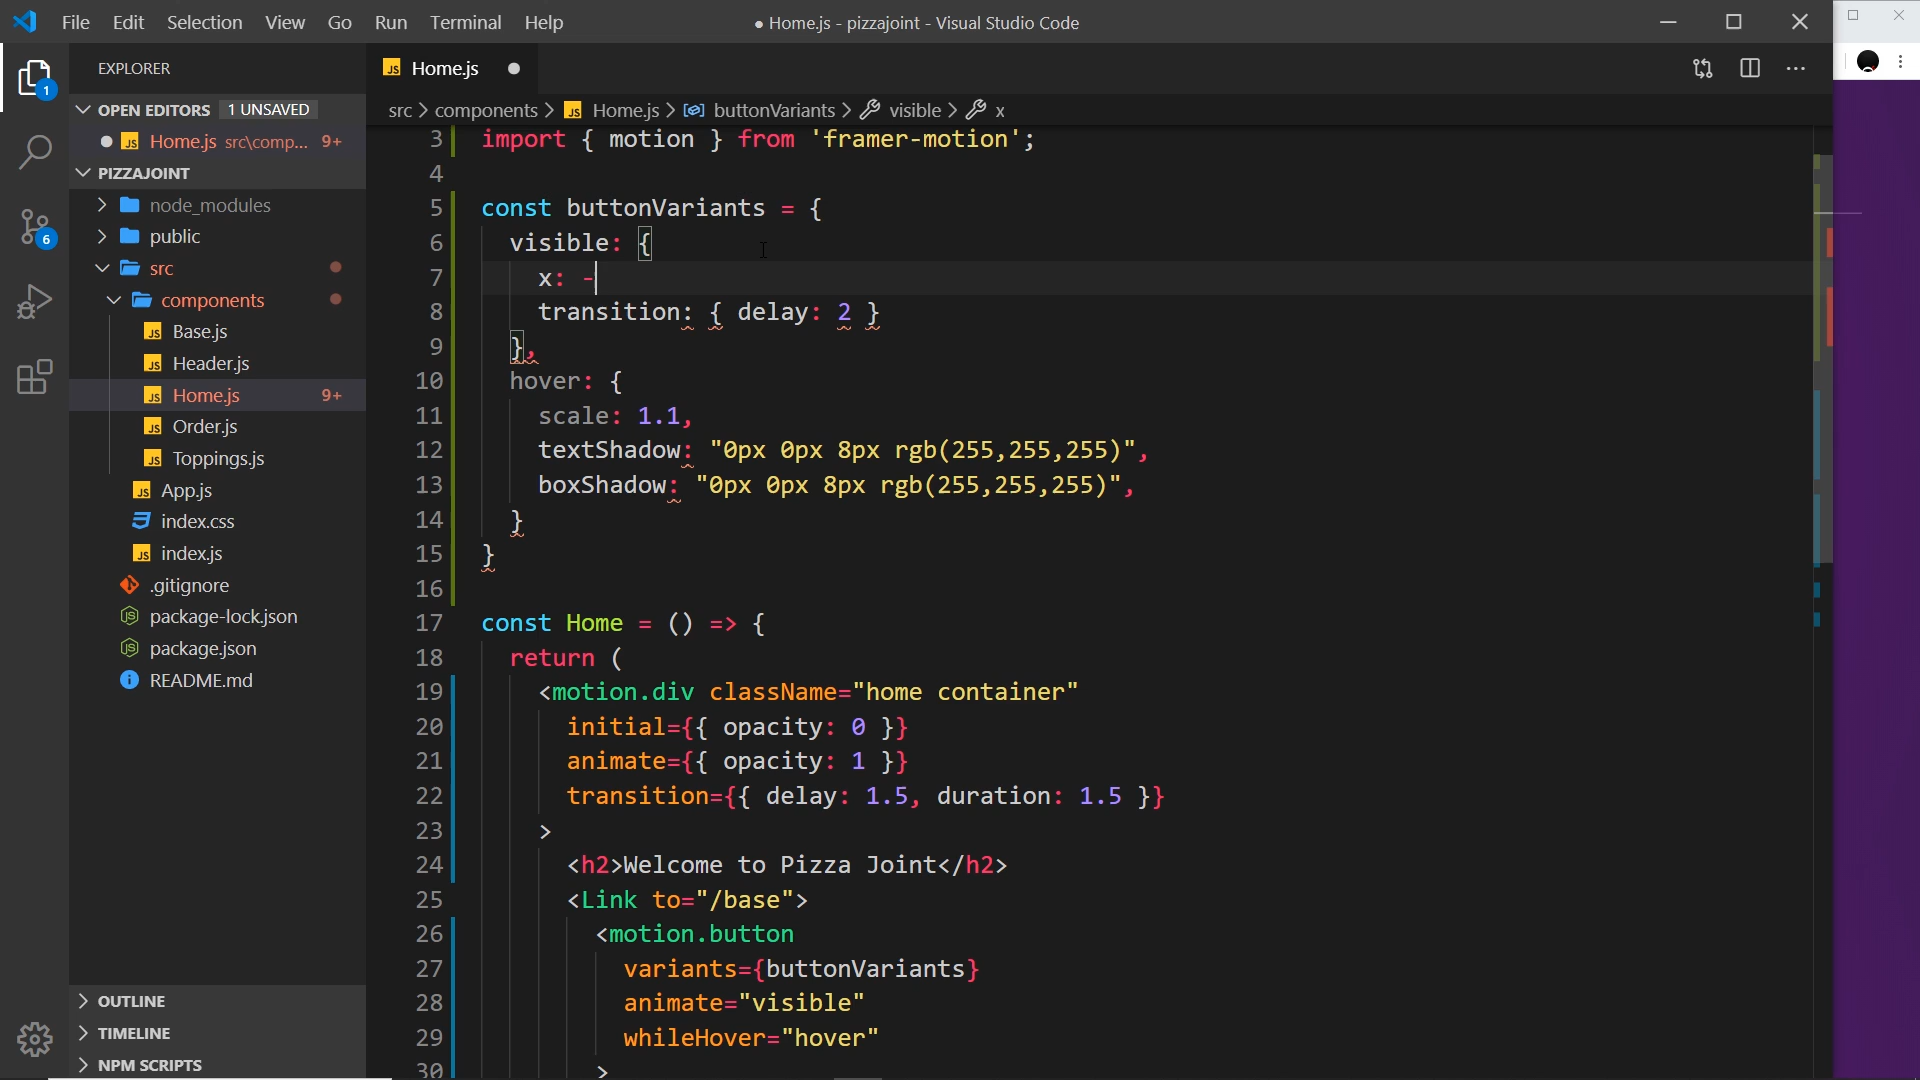 File Edit Selection View Go Run Terminal Help
● Home.js - pizzajoint - Visual Studio Code
EXPLORER
OPEN EDITORS 1 UNSAVED
Home.js src\comp... 9+
PIZZAJOINT
node_modules
public
src
components
Base.js
Header.js
Home.js 9+
Order.js
Toppings.js
App.js
index.css
index.js
.gitignore
package-lock.json
package.json
README.md
OUTLINE
TIMELINE
NPM SCRIPTS
1
6
Home.js
src > components > Home.js > buttonVariants > visible > x
3 import { motion } from 'framer-motion';
4
5 const buttonVariants = {
6 visible: {
7 x: -
8 transition: { delay: 2 }
9 },
10 hover: {
11 scale: 1.1,
12 textShadow: "0px 0px 8px rgb(255,255,255)",
13 boxShadow: "0px 0px 8px rgb(255,255,255)",
14 }
15 }
16
17 const Home = () => {
18 return (
19 <motion.div className="home container"
20 initial={{ opacity: 0 }}
21 animate={{ opacity: 1 }}
22 transition={{ delay: 1.5, duration: 1.5 }}
23 >
24 <h2>Welcome to Pizza Joint</h2>
25 <Link to="/base">
26 <motion.button
27 variants={buttonVariants}
28 animate="visible"
29 whileHover="hover"
30 >